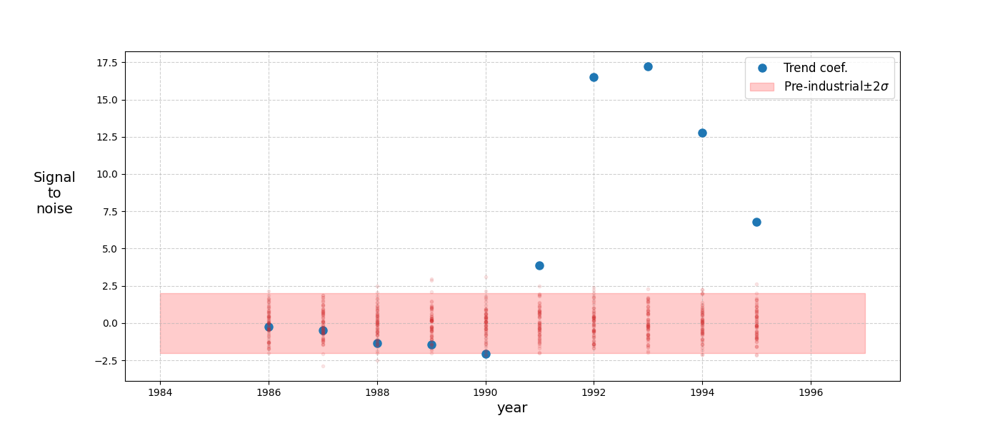 17.5
15.0
12.5
10.0
7.5
5.0
2.5
0.0
−2.5
Signal
to
noise
Trend coef.
Pre-industrial±2σ
1984 1986 1988 1990 1992 1994 1996
year